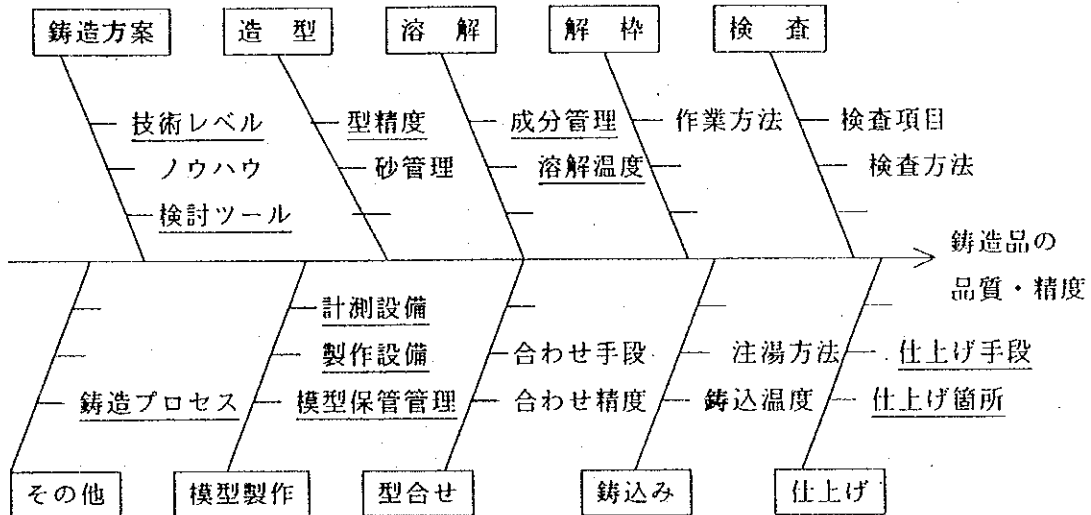 鋳造方案
造型
溶解
解枠
検査
技術レベル
ノウハウ
検討ツール
型精度
砂管理
成分管理
溶解温度
作業方法
検査項目
検査方法
鋳造品の
品質・精度
鋳造プロセス
計測設備
製作設備
模型保管管理
合わせ手段
合わせ精度
注湯方法
鋳込温度
仕上げ手段
仕上げ箇所
その他
模型製作
型合せ
鋳込み
仕上げ